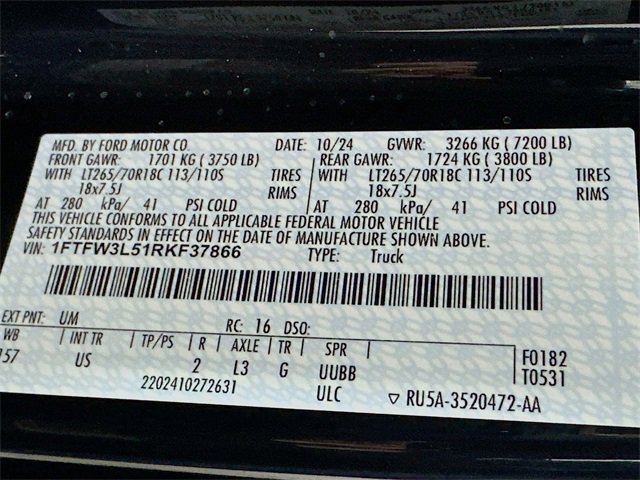 MFD. BY FORD MOTOR CO. DATE: 10/24 GVWR: 3266 KG ( 7200 LB)
FRONT GAWR: 1701 KG ( 3750 LB) REAR GAWR: 1724 KG ( 3800 LB)
WITH LT265/70R18C 113/110S TIRES WITH LT265/70R18C 113/110S TIRES
18x7.5J RIMS 18x7.5J RIMS
AT 280 kPa/ 41 PSI COLD AT 280 kPa/ 41 PSI COLD
THIS VEHICLE CONFORMS TO ALL APPLICABLE FEDERAL MOTOR VEHICLE
SAFETY STANDARDS IN EFFECT ON THE DATE OF MANUFACTURE SHOWN ABOVE.
VIN: 1FTFW3L51RKF37866 TYPE: Truck
EXT PNT: UM RC: 16 DSO:
WB INT TR TP/PS R AXLE TR SPR F0182
157 US 2 L3 G UUBB T0531
2202410272631 ULC RU5A-3520472-AA